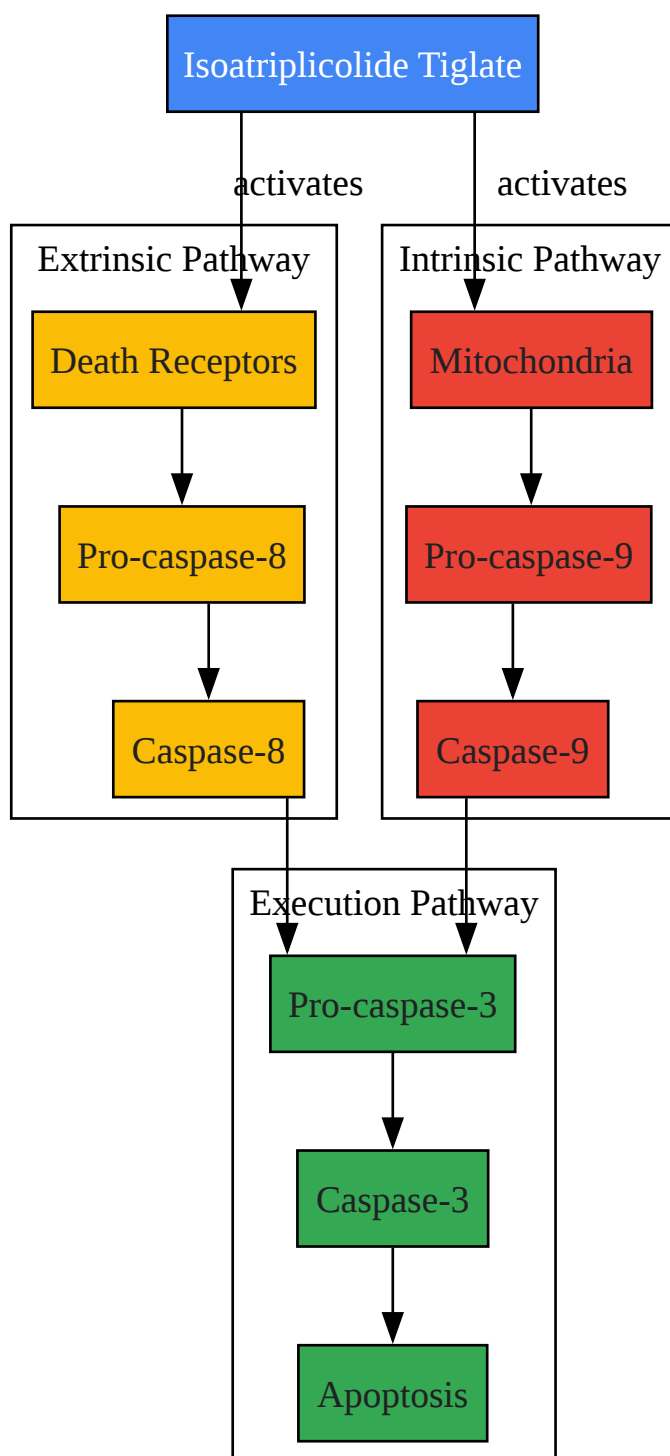 Isoatriplicolide Tiglate
activates
activates
Extrinsic Pathway
Intrinsic Pathway
Death Receptors
Mitochondria
Pro-caspase-8
Pro-caspase-9
Caspase-8
Caspase-9
Execution Pathway
Pro-caspase-3
Caspase-3
Apoptosis